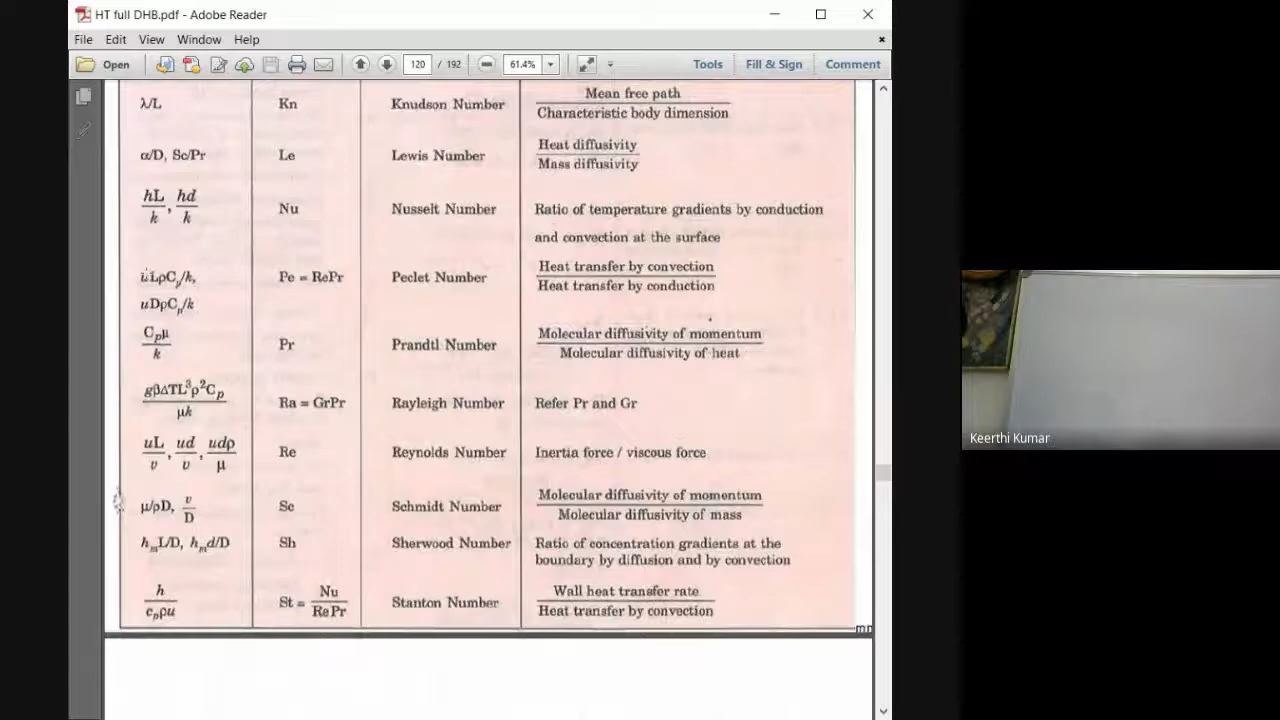 HT full DHB.pdf - Adobe Reader
File Edit View Window Help
Open 120 / 192 61.4% Tools Fill & Sign Comment
λ/L Kn Knudson Number Mean free path
Characteristic body dimension
α/D, Sc/Pr Le Lewis Number Heat diffusivity
Mass diffusivity
hL/k, hd/k Nu Nusselt Number Ratio of temperature gradients by conduction
and convection at the surface
uLρCp/k, Pe = RePr Peclet Number Heat transfer by convection
uDρCp/k Heat transfer by conduction
Cpμ/k Pr Prandtl Number Molecular diffusivity of momentum
Molecular diffusivity of heat
gβΔTL³ρ²Cp/μk Ra = GrPr Rayleigh Number Refer Pr and Gr
uL/υ, ud/υ, udρ/μ Re Reynolds Number Inertia force / viscous force
μ/ρD, υ/D Sc Schmidt Number Molecular diffusivity of momentum
Molecular diffusivity of mass
hmL/D, hmd/D Sh Sherwood Number Ratio of concentration gradients at the
boundary by diffusion and by convection
h/cpρu St = Nu/RePr Stanton Number Wall heat transfer rate
Heat transfer by convection
Keerthi Kumar